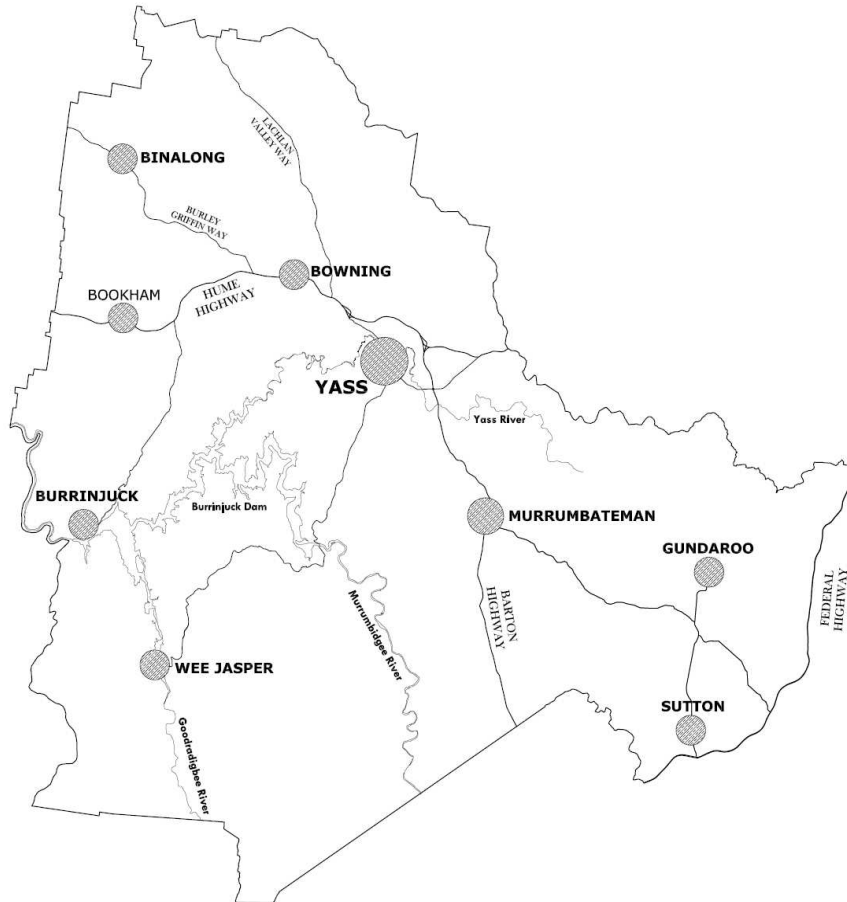 LACHLAN
VALLEY WAY
BINALONG
BURLEY
GRIFFIN WAY
BOWNING
BOOKHAM
HUME
HIGHWAY
YASS
Yass River
BURRINJUCK
Burrinjuck Dam
MURRUMBATEMAN
GUNDAROO
BARTON
HIGHWAY
FEDERAL
HIGHWAY
Murrumbidgee River
WEE JASPER
SUTTON
Goodradigbee River